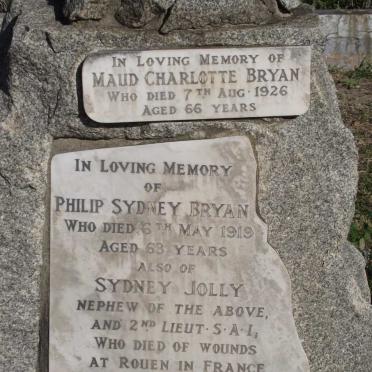 IN LOVING MEMORY OF
MAUD CHARLOTTE BRYAN
WHO DIED 7TH AUG · 1926
AGED 66 YEARS
IN LOVING MEMORY
OF
PHILIP SYDNEY BRYAN
WHO DIED 6TH MAY 1919
AGED 63 YEARS
ALSO OF
SYDNEY JOLLY
NEPHEW OF THE ABOVE,
AND 2ND LIEUT · S · A · I,
WHO DIED OF WOUNDS
AT ROUEN IN FRANCE